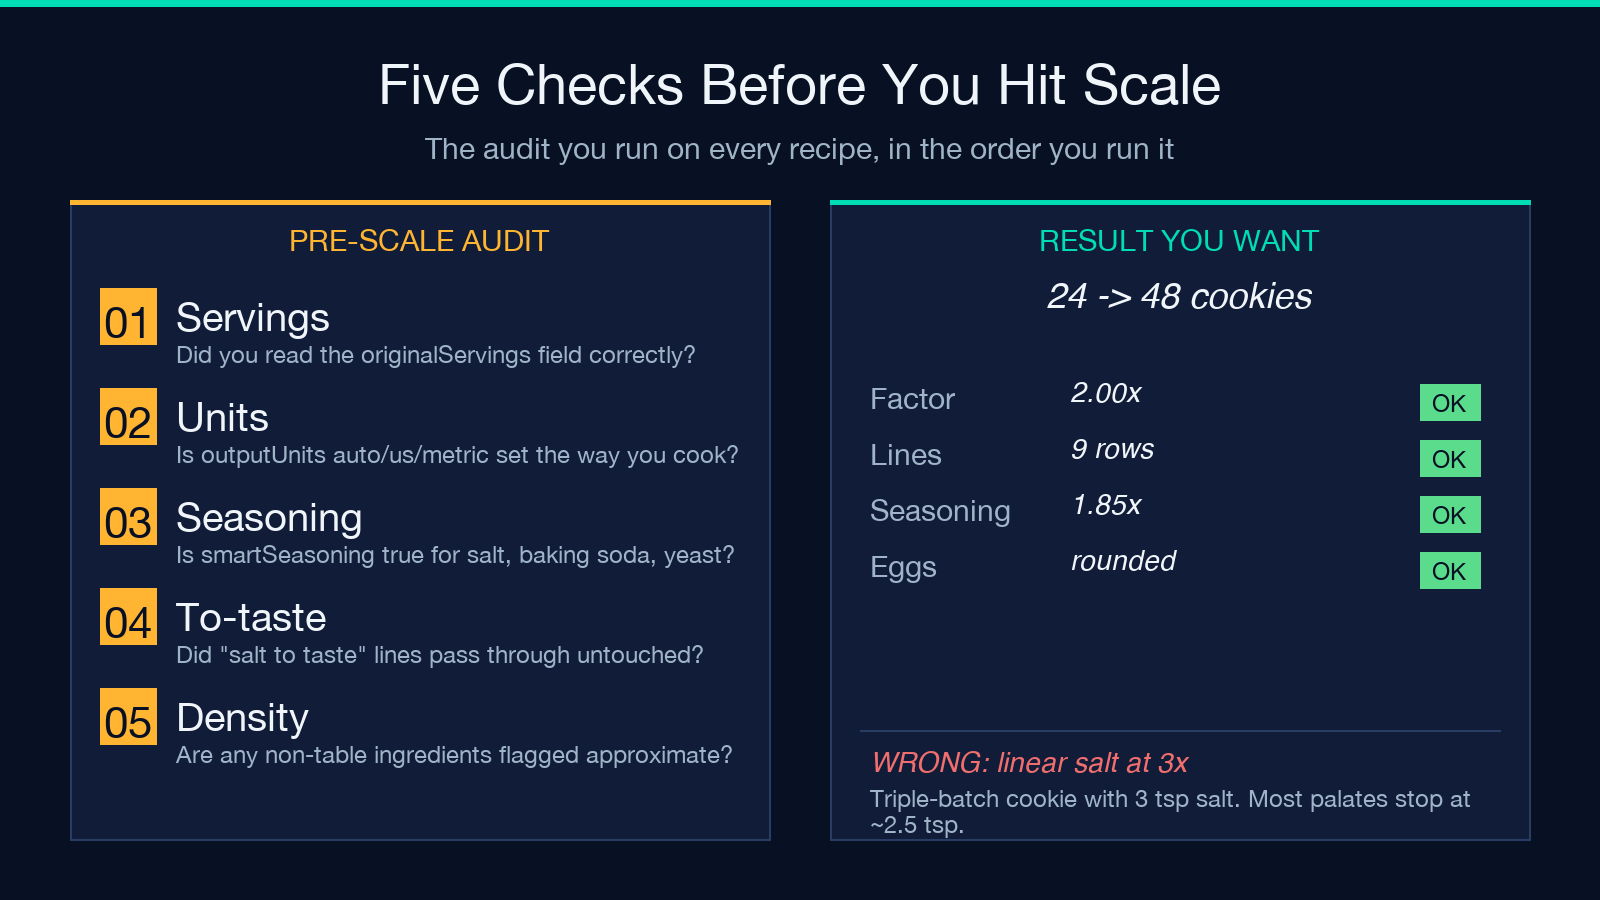 Five Checks Before You Hit Scale
The audit you run on every recipe, in the order you run it
PRE-SCALE AUDIT
01
Servings
Did you read the originalServings field correctly?
02
Units
Is outputUnits auto/us/metric set the way you cook?
03
Seasoning
Is smartSeasoning true for salt, baking soda, yeast?
04
To-taste
Did "salt to taste" lines pass through untouched?
05
Density
Are any non-table ingredients flagged approximate?
RESULT YOU WANT
24 -> 48 cookies
Factor 2.00x OK
Lines 9 rows OK
Seasoning 1.85x OK
Eggs rounded OK
WRONG: linear salt at 3x
Triple-batch cookie with 3 tsp salt. Most palates stop at
~2.5 tsp.